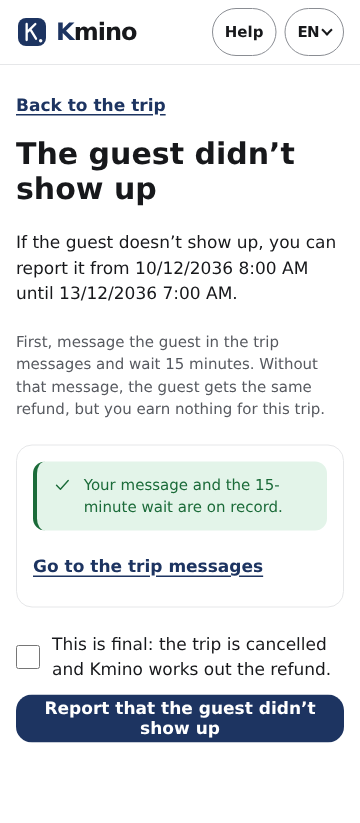 K. Kmino
Help
EN
Back to the trip
The guest didn’t
show up
If the guest doesn’t show up, you can
report it from 10/12/2036 8:00 AM
until 13/12/2036 7:00 AM.
First, message the guest in the trip
messages and wait 15 minutes. Without
that message, the guest gets the same
refund, but you earn nothing for this trip.
Your message and the 15-
minute wait are on record.
Go to the trip messages
This is final: the trip is cancelled
and Kmino works out the refund.
Report that the guest didn’t
show up